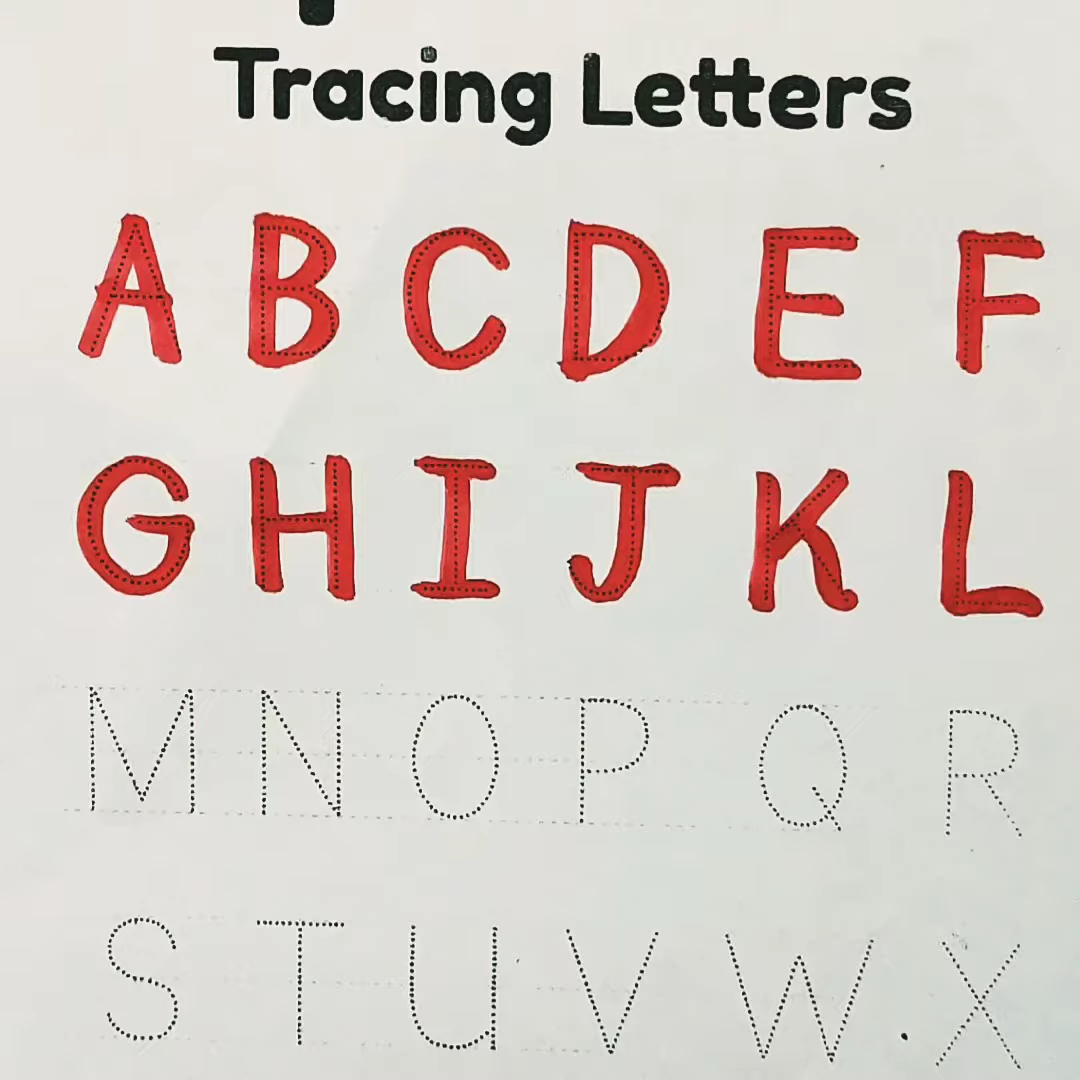 Tracing Letters
A B C D E F
G H I J K L
M N O P Q R
S T U V W X